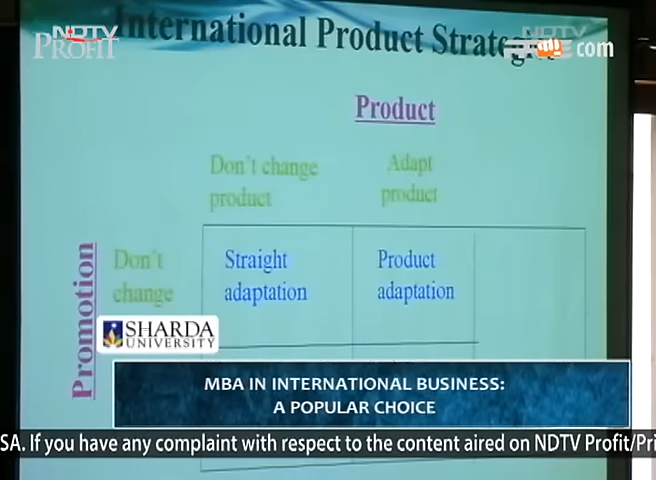 NDTV
PROFIT
International Product Strategies
NDTV
.com
Product
Don't change
product
Adapt
product
Promotion
Don't
change
Straight
adaptation
Product
adaptation
SHARDA
UNIVERSITY
MBA IN INTERNATIONAL BUSINESS:
A POPULAR CHOICE
SA. If you have any complaint with respect to the content aired on NDTV Profit/Pri